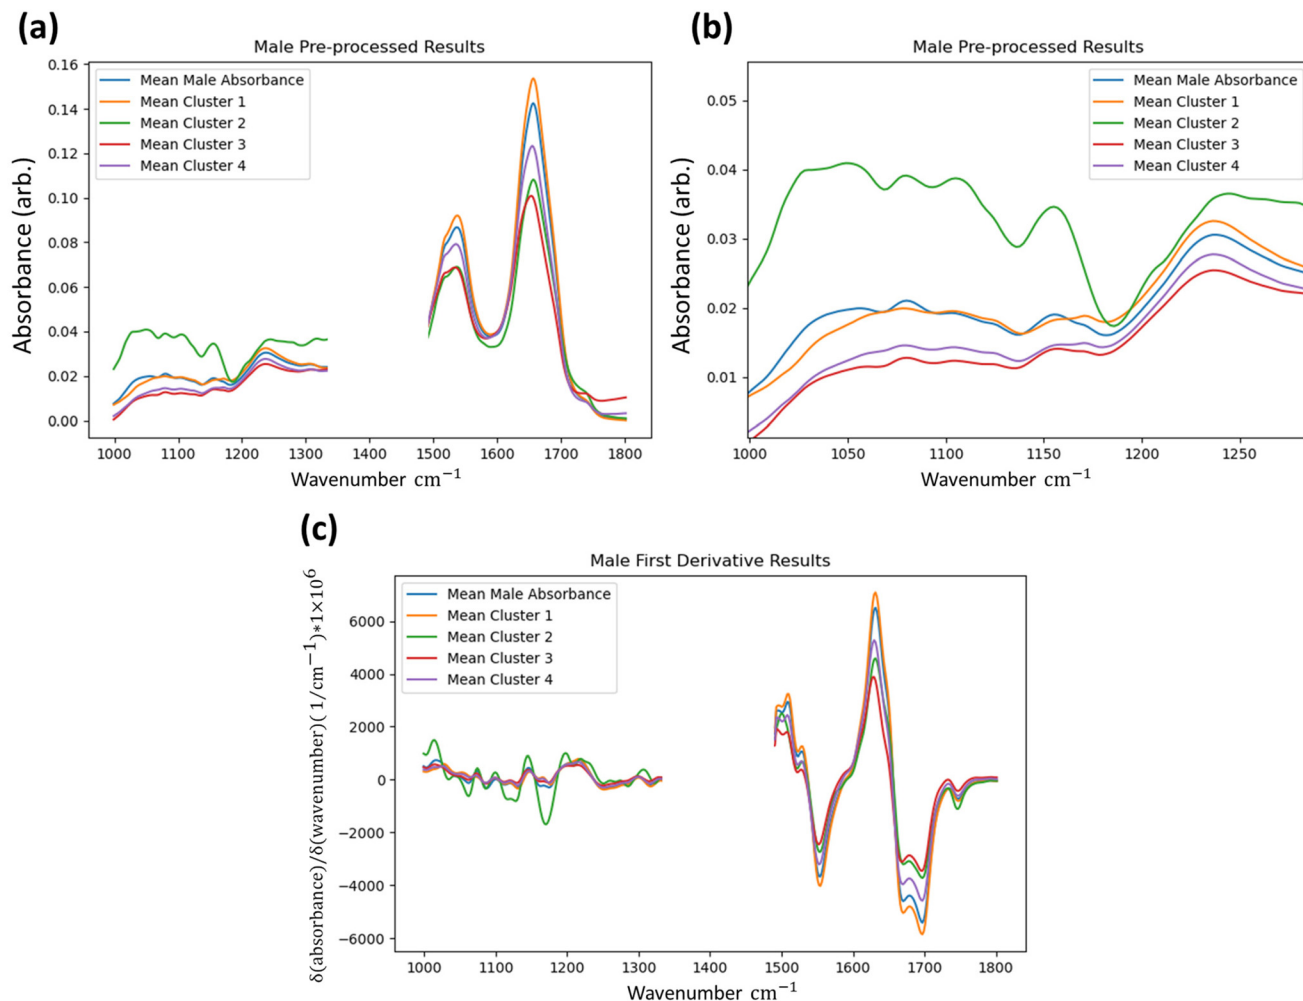 (a)
Male Pre-processed Results
Absorbance (arb.)
0.16
0.14
0.12
0.10
0.08
0.06
0.04
0.02
0.00
Mean Male Absorbance
Mean Cluster 1
Mean Cluster 2
Mean Cluster 3
Mean Cluster 4
1000 1100 1200 1300 1400 1500 1600 1700 1800
Wavenumber cm⁻¹
(b)
Male Pre-processed Results
Absorbance (arb.)
0.05
0.04
0.03
0.02
0.01
Mean Male Absorbance
Mean Cluster 1
Mean Cluster 2
Mean Cluster 3
Mean Cluster 4
1000 1050 1100 1150 1200 1250
Wavenumber cm⁻¹
(c)
Male First Derivative Results
δ(absorbance)/δ(wavenumber)(1/cm⁻¹)*1×10⁶
6000
4000
2000
0
−2000
−4000
−6000
Mean Male Absorbance
Mean Cluster 1
Mean Cluster 2
Mean Cluster 3
Mean Cluster 4
1000 1100 1200 1300 1400 1500 1600 1700 1800
Wavenumber cm⁻¹